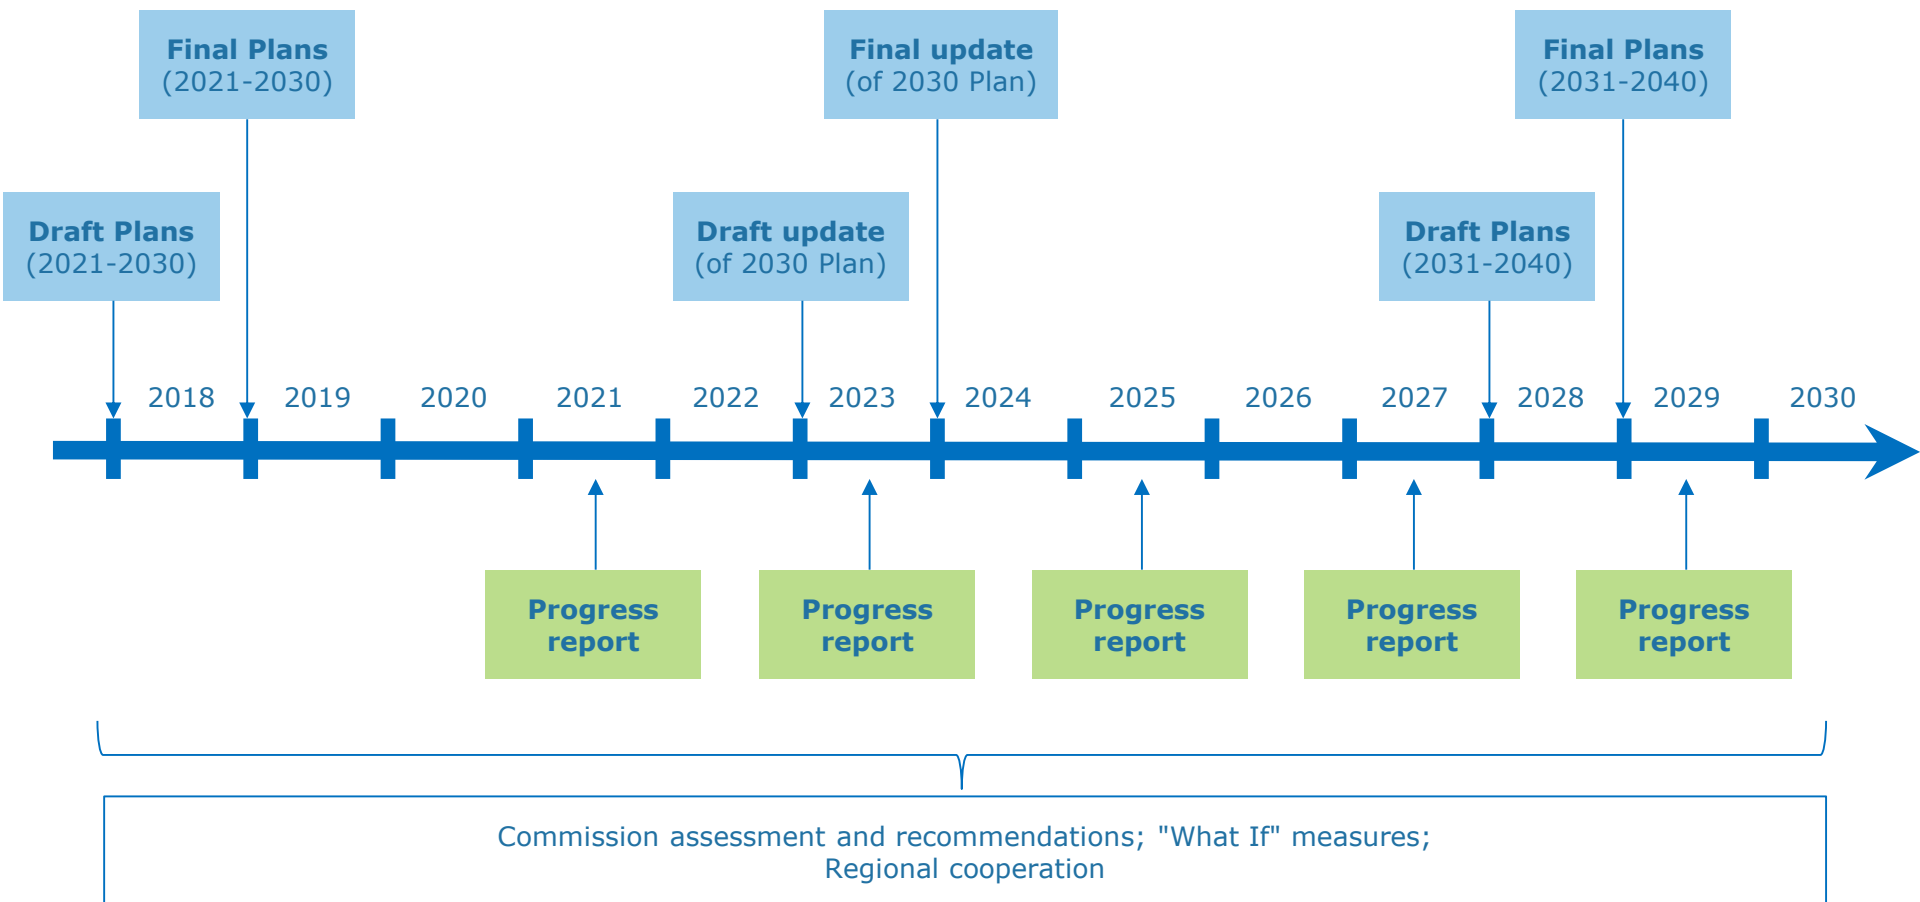 Final Plans
(2021-2030)
Final update
(of 2030 Plan)
Final Plans
(2031-2040)
Draft Plans
(2021-2030)
Draft update
(of 2030 Plan)
Draft Plans
(2031-2040)
2018 2019 2020 2021 2022 2023 2024 2025 2026 2027 2028 2029 2030
Progress
report
Progress
report
Progress
report
Progress
report
Progress
report
Commission assessment and recommendations; "What If" measures;
Regional cooperation